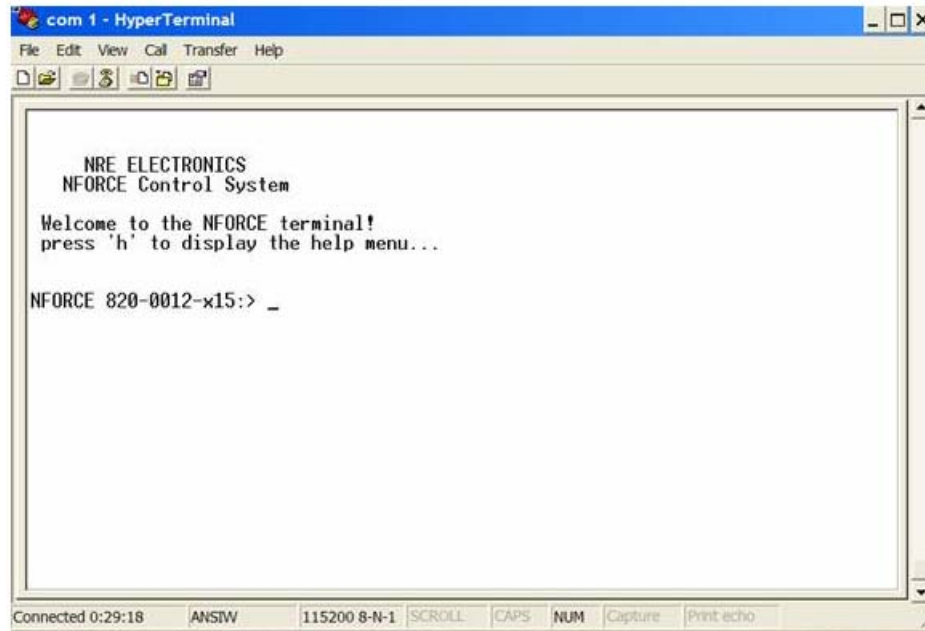 com 1 - HyperTerminal
File Edit View Call Transfer Help
NRE ELECTRONICS
NFORCE Control System
Welcome to the NFORCE terminal!
press 'h' to display the help menu...
NFORCE 820-0012-x15:> _
Connected 0:29:18 ANSIW 115200 8-N-1 SCROLL CAPS NUM Capture Print echo